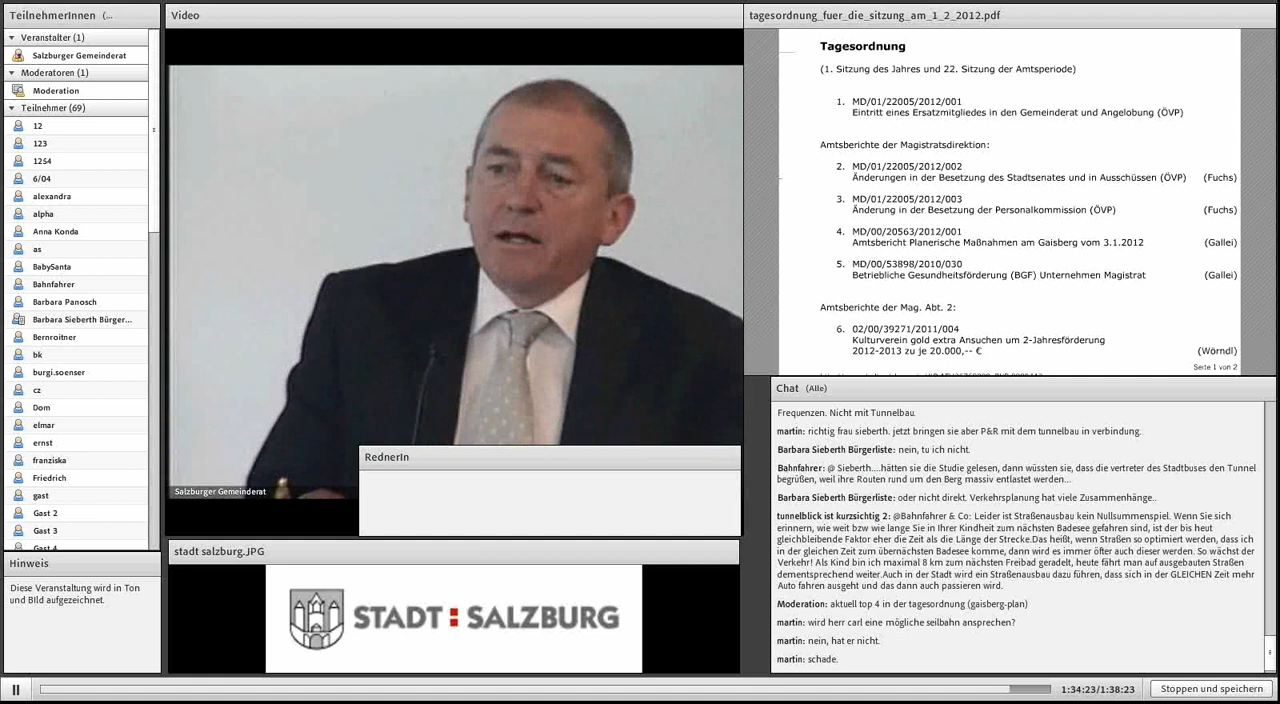 TeilnehmerInnen (...
Veranstalter (1)
Salzburger Gemeinderat
Moderatoren (1)
Moderation
Teilnehmer (69)
12
123
1254
6/04
alexandra
alpha
Anna Konda
as
BabySanta
Bahnfahrer
Barbara Panosch
Barbara Sieberth Bürger...
Bernroitner
bk
burgi.soenser
cz
Dom
elmar
ernst
franziska
Friedrich
gast
Gast 2
Gast 3
Gast 4
Hinweis
Diese Veranstaltung wird in Ton
und BIld aufgezeichnet.
Video
Salzburger Gemeinderat
RednerIn
stadt salzburg.JPG
STADT : SALZBURG
tagesordnung_fuer_die_sitzung_am_1_2_2012.pdf
Tagesordnung
(1. Sitzung des Jahres und 22. Sitzung der Amtsperiode)
1. MD/01/22005/2012/001
Eintritt eines Ersatzmitgliedes in den Gemeinderat und Angelobung (ÖVP)
Amtsberichte der Magistratsdirektion:
2. MD/01/22005/2012/002
Änderungen in der Besetzung des Stadtsenates und in Ausschüssen (ÖVP) (Fuchs)
3. MD/01/22005/2012/003
Änderung in der Besetzung der Personalkommission (ÖVP) (Fuchs)
4. MD/00/20563/2012/001
Amtsbericht Planerische Maßnahmen am Gaisberg vom 3.1.2012 (Gallei)
5. MD/00/53898/2010/030
Betriebliche Gesundheitsförderung (BGF) Unternehmen Magistrat (Gallei)
Amtsberichte der Mag. Abt. 2:
6. 02/00/39271/2011/004
Kulturverein gold extra Ansuchen um 2-Jahresförderung
2012-2013 zu je 20.000,-- € (Wörndl)
Seite 1 von 2
Chat (Alle)
Frequenzen. Nicht mit Tunnelbau.
martin: richtig frau sieberth. jetzt bringen sie aber P&R mit dem tunnelbau in verbindung.
Barbara Sieberth Bürgerliste: nein, tu ich nicht.
Bahnfahrer: @ Sieberth....hätten sie die Studie gelesen, dann wüssten sie, dass die vertreter des Stadtbuses den Tunnel
begrüßen, weil ihre Routen rund um den Berg massiv entlastet werden...
Barbara Sieberth Bürgerliste: oder nicht direkt. Verkehrsplanung hat viele Zusammenhänge..
tunnelblick ist kurzsichtig 2: @Bahnfahrer & Co: Leider ist Straßenausbau kein Nullsummenspiel. Wenn Sie sich
erinnern, wie weit bzw wie lange Sie in Ihrer Kindheit zum nächsten Badesee gefahren sind, ist der bis heut
gleichbleibende Faktor eher die Zeit als die Länge der Strecke.Das heißt, wenn Straßen so optimiert werden, dass ich
in der gleichen Zeit zum übernächsten Badesee komme, dann wird es immer öfter auch dieser werden. So wächst der
Verkehr! Als Kind bin ich maximal 8 km zum nächsten Freibad geradelt, heute fährt man auf ausgebauten Straßen
dementsprechend weiter.Auch in der Stadt wird ein Straßenausbau dazu führen, dass sich in der GLEICHEN Zeit mehr
Auto fahren ausgeht und das dann auch passieren wird.
Moderation: aktuell top 4 in der tagesordnung (gaisberg-plan)
martin: wird herr carl eine mögliche seilbahn ansprechen?
martin: nein, hat er nicht.
martin: schade.
1:34:23/1:38:23
Stoppen und speichern